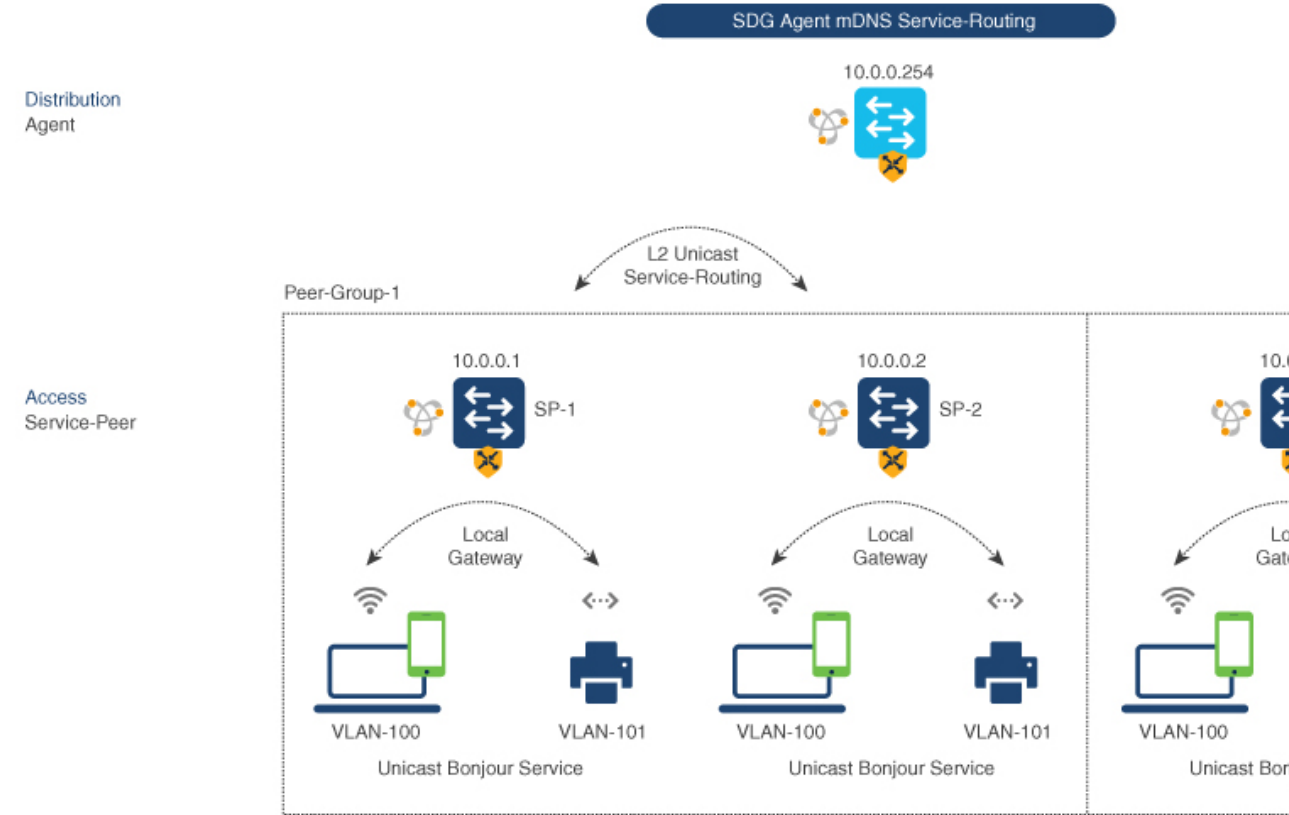 SDG Agent mDNS Service-Routing
10.0.0.254
Distribution
Agent
L2 Unicast
Service-Routing
Peer-Group-1
10.0.0.1
10.0.0.2
Access
Service-Peer
SP-1
SP-2
Local
Gateway
Local
Gateway
VLAN-100
VLAN-101
VLAN-100
VLAN-101
VLAN-100
Unicast Bonjour Service
Unicast Bonjour Service
Unicast